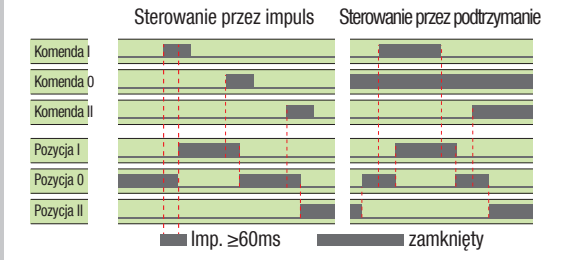 Sterowanie przez impuls Sterowanie przez podtrzymanie
Komenda I
Komenda 0
Komenda II
Pozycja I
Pozycja 0
Pozycja II
Imp. ≥60ms zamknięty